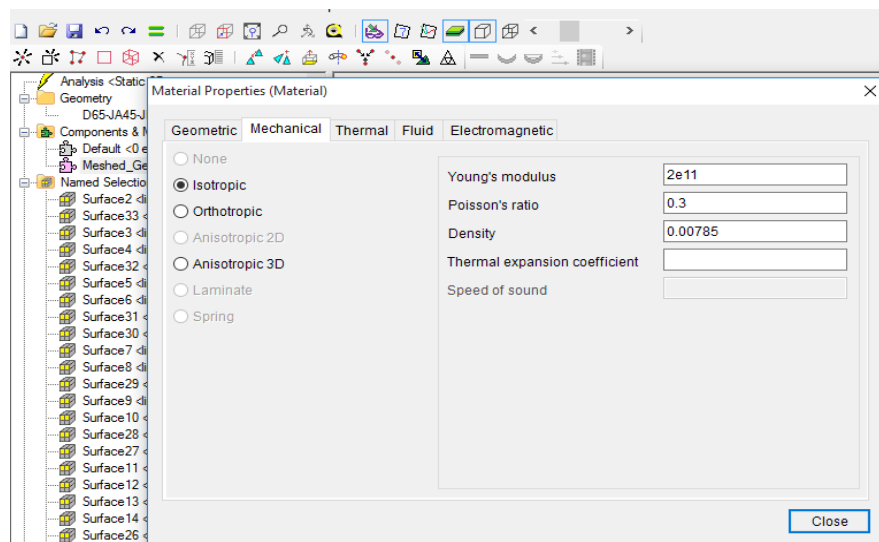 Analysis <Static
Geometry
D65-JA45-J
Components & M
Default <0 e
Meshed_Ge
Named Selectio
Surface2 <li
Surface33 <
Surface3 <li
Surface4 <li
Surface32 <
Surface5 <li
Surface6 <li
Surface31 <
Surface30 <
Surface7 <li
Surface8 <li
Surface29 <
Surface9 <li
Surface10 <
Surface28 <
Surface27 <
Surface11 <
Surface12 <
Surface13 <
Surface14 <
Surface26 <
Material Properties (Material)
Geometric Mechanical Thermal Fluid Electromagnetic
None
Isotropic
Orthotropic
Anisotropic 2D
Anisotropic 3D
Laminate
Spring
Young's modulus 2e11
Poisson's ratio 0.3
Density 0.00785
Thermal expansion coefficient
Speed of sound
Close